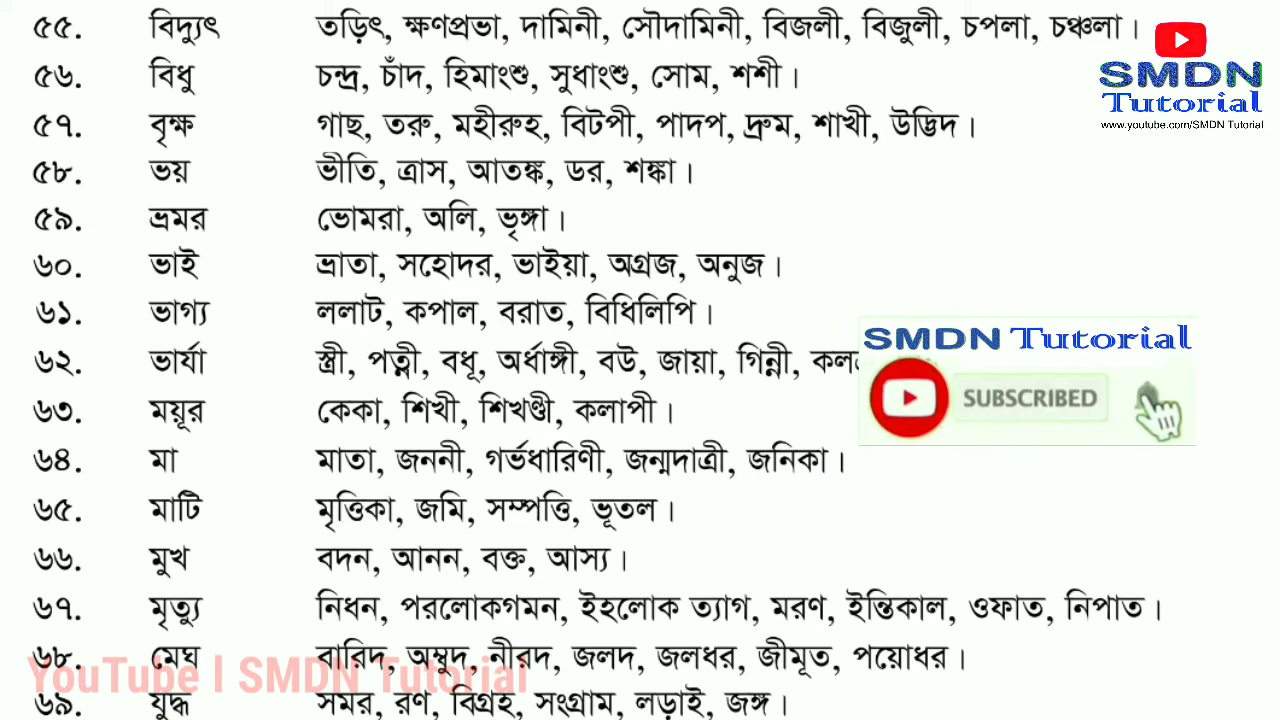 ৫৫. বিদ্যুৎ তড়িৎ, ক্ষণপ্রভা, দামিনী, সৌদামিনী, বিজলী, বিজুলী, চপলা, চঞ্চলা।
SMDN
Tutorial
www.youtube.com/SMDN Tutorial
৫৬. বিধু চন্দ্র, চাঁদ, হিমাংশু, সুধাংশু, সোম, শশী।
৫৭. বৃক্ষ গাছ, তরু, মহীরুহ, বিটপী, পাদপ, দ্রুম, শাখী, উদ্ভিদ।
৫৮. ভয় ভীতি, ত্রাস, আতঙ্ক, ডর, শঙ্কা।
৫৯. ভ্রমর ভোমরা, অলি, ভৃঙ্গা।
৬০. ভাই ভ্রাতা, সহোদর, ভাইয়া, অগ্রজ, অনুজ।
৬১. ভাগ্য ললাট, কপাল, বরাত, বিধিলিপি।
SMDN Tutorial
৬২. ভার্যা স্ত্রী, পত্নী, বধূ, অর্ধাঙ্গী, বউ, জায়া, গিন্নী,
SUBSCRIBED
৬৩. ময়ূর কেকা, শিখী, শিখণ্ডী, কলাপী।
৬৪. মা মাতা, জননী, গর্ভধারিণী, জন্মদাত্রী, জনিকা।
৬৫. মাটি মৃত্তিকা, জমি, সম্পত্তি, ভূতল।
৬৬. মুখ বদন, আনন, বক্ত, আস্য।
৬৭. মৃত্যু নিধন, পরলোকগমন, ইহলোক ত্যাগ, মরণ, ইন্তিকাল, ওফাত, নিপাত।
৬৮. মেঘ বারিদ, অম্বুদ, নীরদ, জলদ, জলধর, জীমূত, পয়োধর।
YouTube l SMDN Tutorial
৬৯. যুদ্ধ সমর, রণ, বিগ্রহ, সংগ্রাম, লড়াই, জঙ্গ।